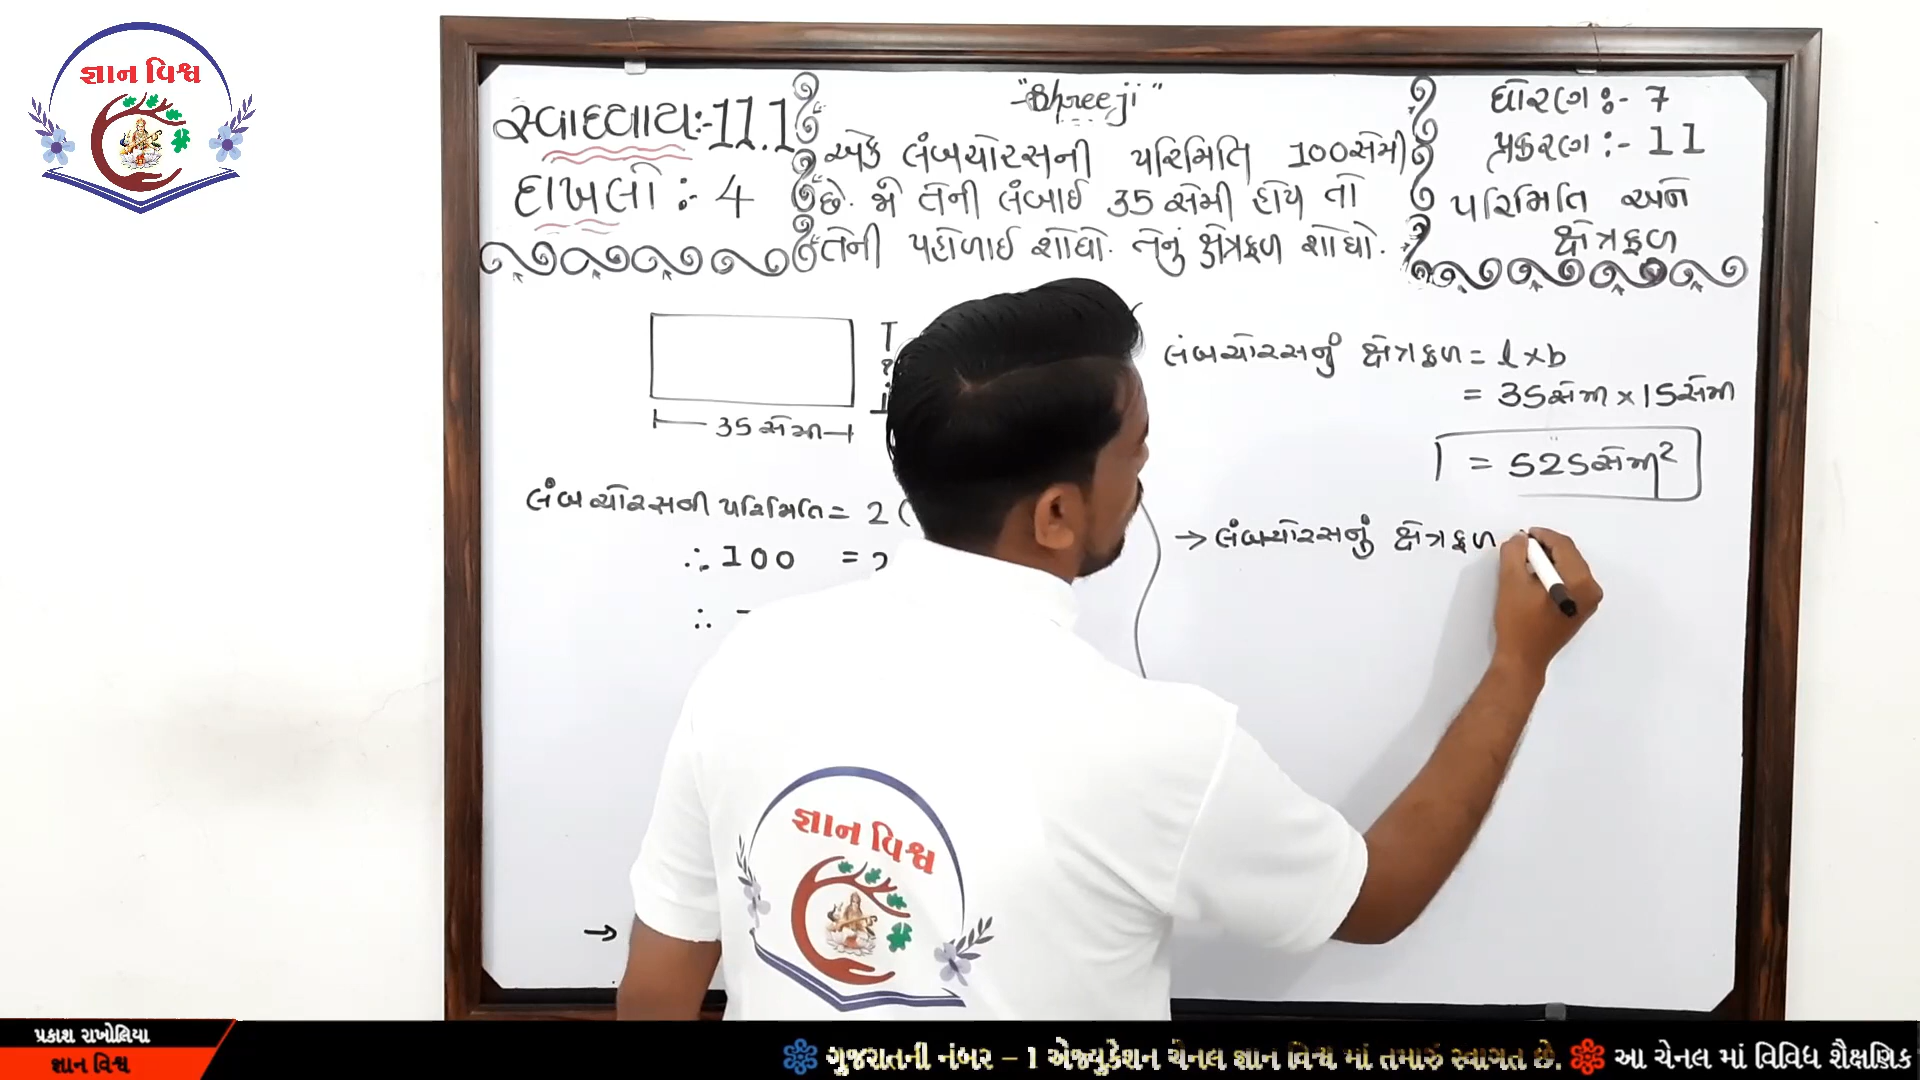 જ્ઞાન વિશ્વ
"Shreeji"
સ્વાધ્યાયઃ-11.1
દાખલો :- 4
એક લંબચોરસની પરિમિતિ 100સેમી
છે. જો તેની લંબાઈ 35 સેમી હોય તો
તેની પહોળાઈ શોધો. તેનું ક્ષેત્રફળ શોધો.
ધોરણ :- 7
પ્રકરણ :- 11
પરિમિતિ અને
ક્ષેત્રફળ
35 સેમી
લંબચોરસની પરિમિતિ = 2 (
∴ 100 = 2
∴
લંબચોરસનું ક્ષેત્રફળ = l × b
= 35સેમી × 15સેમી
= 525સેમી²
→ લંબચોરસનું ક્ષેત્રફળ
→
જ્ઞાન વિશ્વ
પ્રકાશ રાખોલિયા
જ્ઞાન વિશ્વ
ગુજરાતની નંબર – 1 એજ્યુકેશન ચેનલ જ્ઞાન વિશ્વ માં તમારું સ્વાગત છે. આ ચેનલ માં વિવિધ શૈક્ષણિક